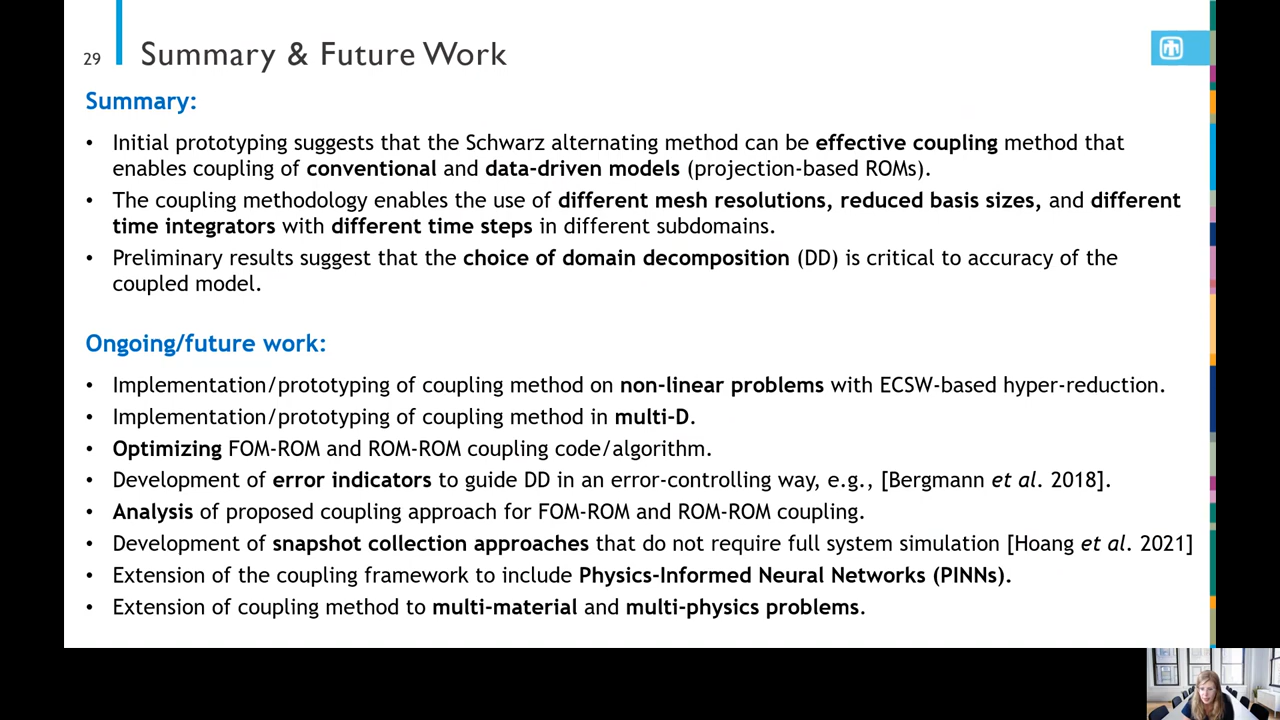 29
Summary & Future Work
Summary:
• Initial prototyping suggests that the Schwarz alternating method can be effective coupling method that
enables coupling of conventional and data-driven models (projection-based ROMs).
• The coupling methodology enables the use of different mesh resolutions, reduced basis sizes, and different
time integrators with different time steps in different subdomains.
• Preliminary results suggest that the choice of domain decomposition (DD) is critical to accuracy of the
coupled model.
Ongoing/future work:
• Implementation/prototyping of coupling method on non-linear problems with ECSW-based hyper-reduction.
• Implementation/prototyping of coupling method in multi-D.
• Optimizing FOM-ROM and ROM-ROM coupling code/algorithm.
• Development of error indicators to guide DD in an error-controlling way, e.g., [Bergmann et al. 2018].
• Analysis of proposed coupling approach for FOM-ROM and ROM-ROM coupling.
• Development of snapshot collection approaches that do not require full system simulation [Hoang et al. 2021]
• Extension of the coupling framework to include Physics-Informed Neural Networks (PINNs).
• Extension of coupling method to multi-material and multi-physics problems.